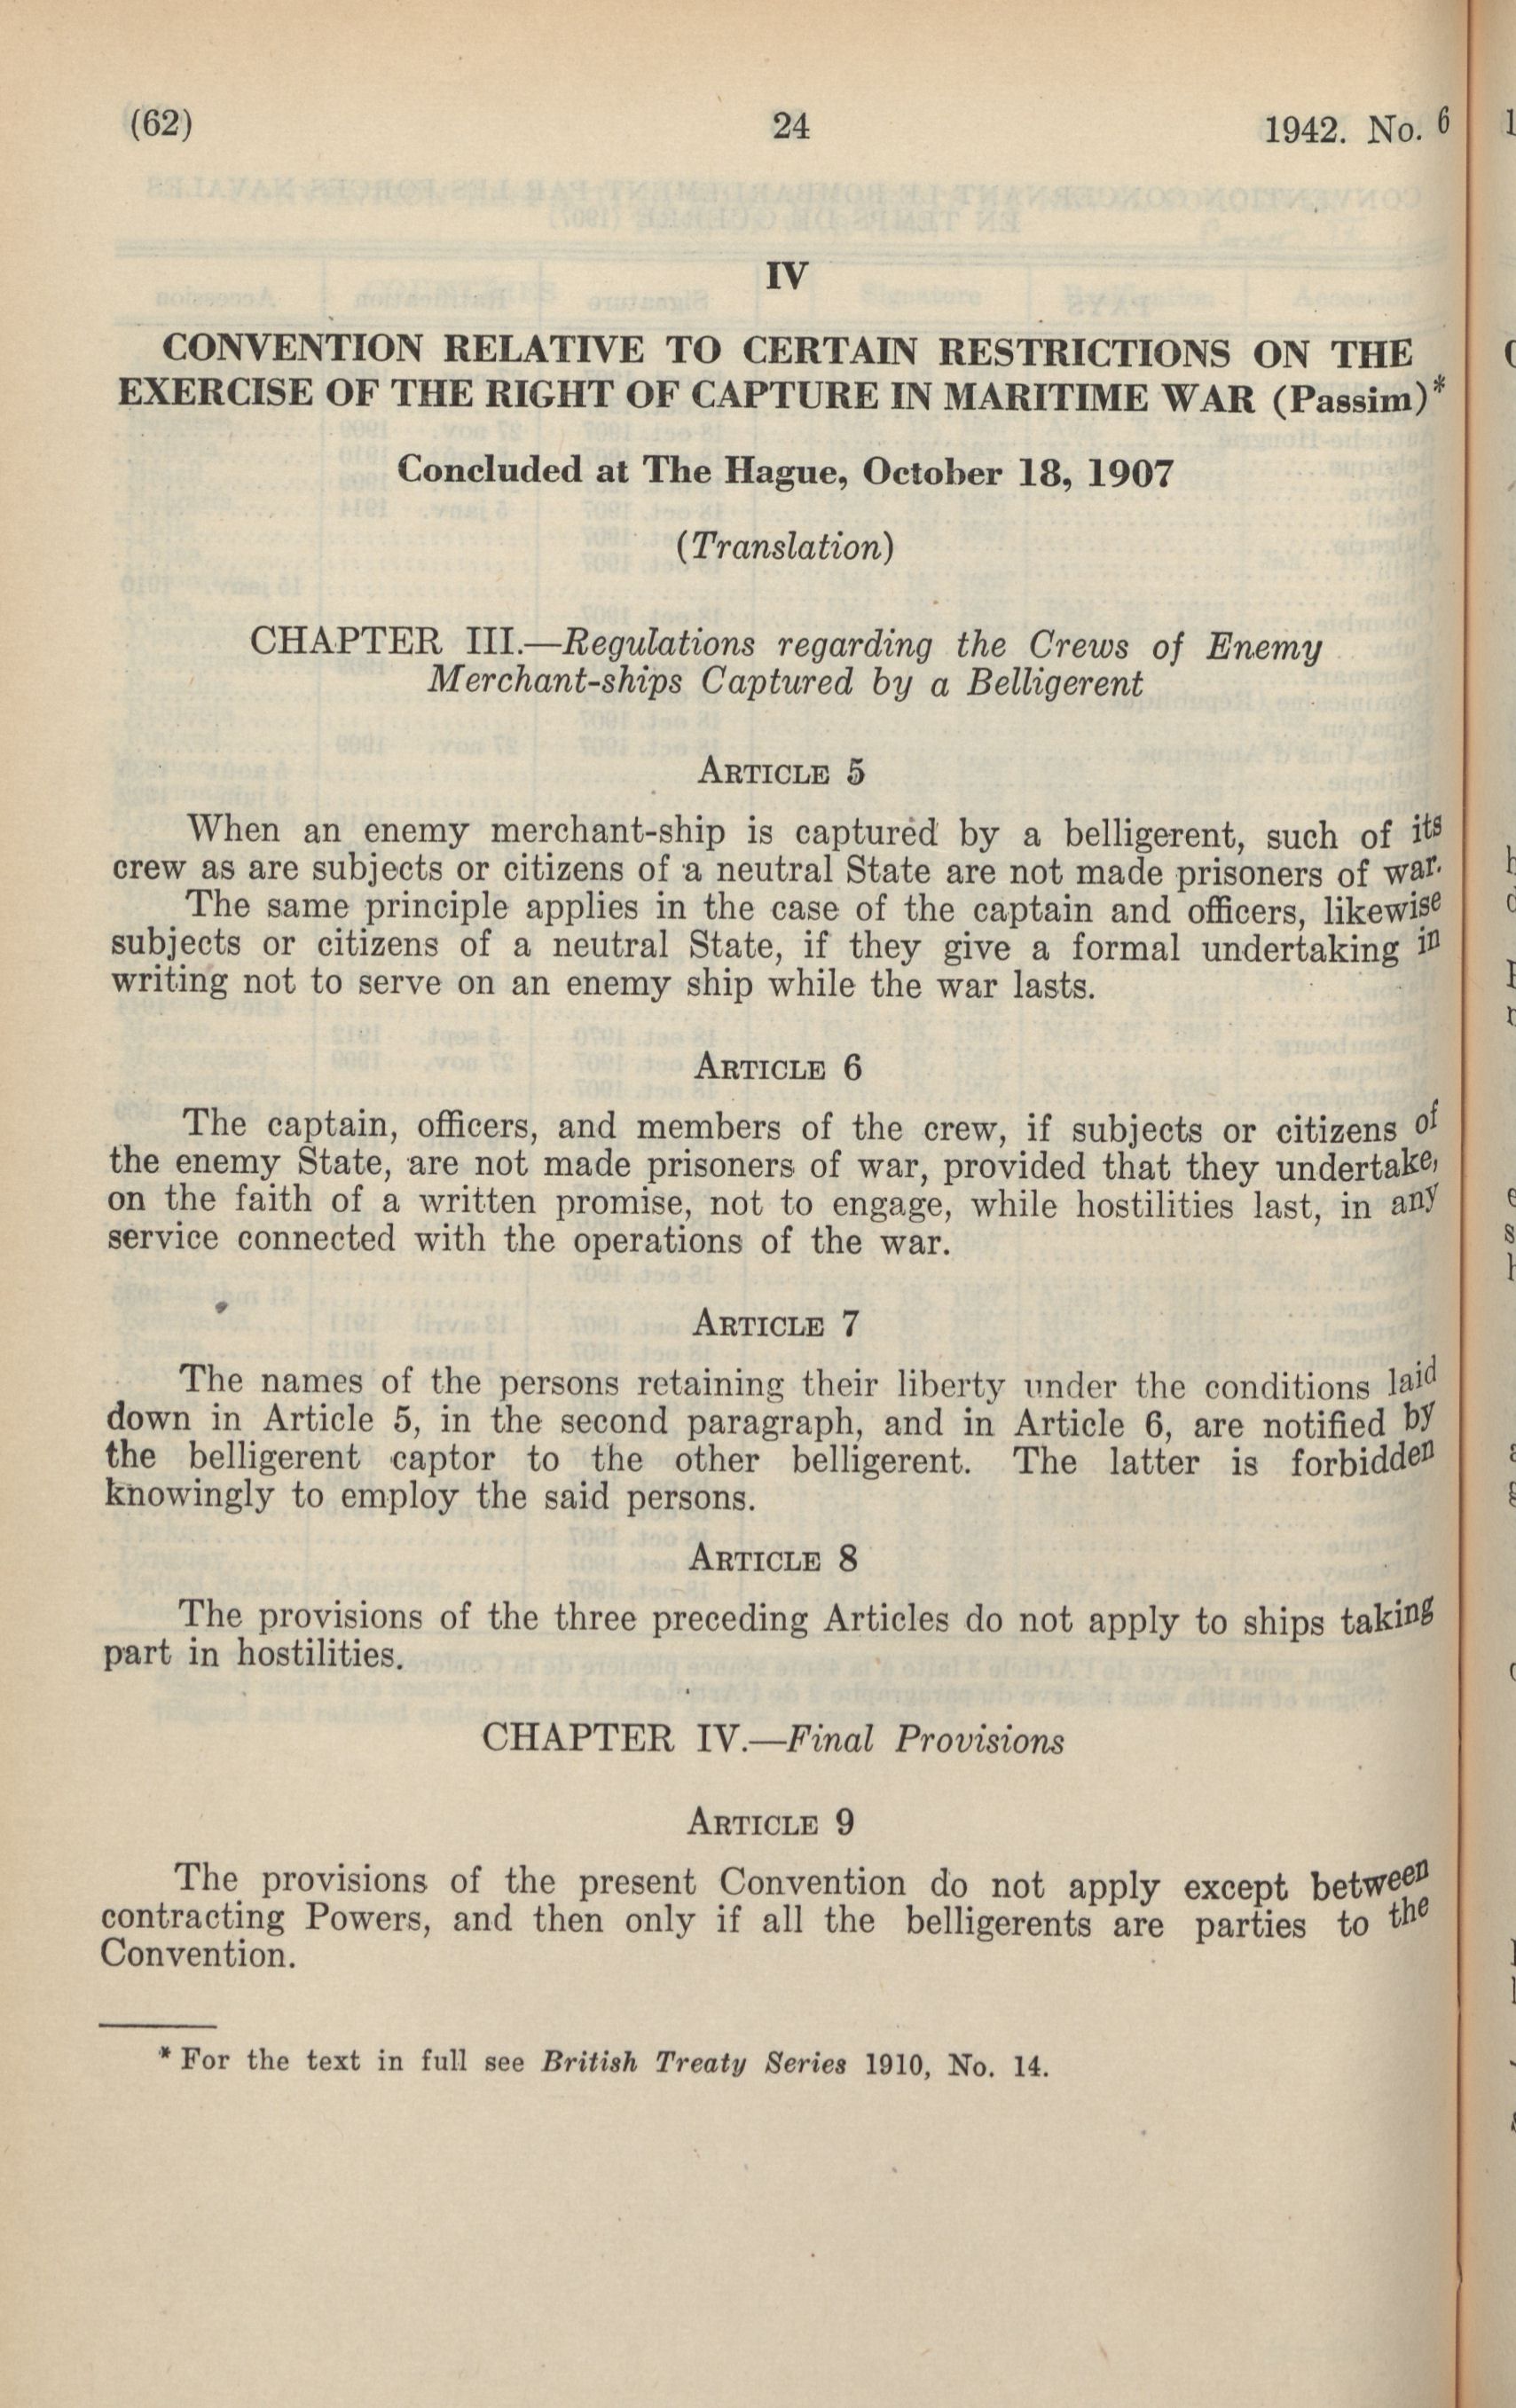 (62) 24 1942. No. 6
IV
CONVENTION RELATIVE TO CERTAIN RESTRICTIONS ON THE
EXERCISE OF THE RIGHT OF CAPTURE IN MARITIME WAR (Passim)*
Concluded at The Hague, October 18, 1907
(Translation)
CHAPTER III.—Regulations regarding the Crews of Enemy
Merchant-ships Captured by a Belligerent
ARTICLE 5
When an enemy merchant-ship is captured by a belligerent, such of its
crew as are subjects or citizens of a neutral State are not made prisoners of war.
The same principle applies in the case of the captain and officers, likewise
subjects or citizens of a neutral State, if they give a formal undertaking in
writing not to serve on an enemy ship while the war lasts.
ARTICLE 6
The captain, officers, and members of the crew, if subjects or citizens of
the enemy State, are not made prisoners of war, provided that they undertake,
on the faith of a written promise, not to engage, while hostilities last, in any
service connected with the operations of the war.
ARTICLE 7
The names of the persons retaining their liberty under the conditions laid
down in Article 5, in the second paragraph, and in Article 6, are notified by
the belligerent captor to the other belligerent. The latter is forbidden
knowingly to employ the said persons.
ARTICLE 8
The provisions of the three preceding Articles do not apply to ships taking
part in hostilities.
CHAPTER IV.—Final Provisions
ARTICLE 9
The provisions of the present Convention do not apply except between
contracting Powers, and then only if all the belligerents are parties to the
Convention.
* For the text in full see British Treaty Series 1910, No. 14.